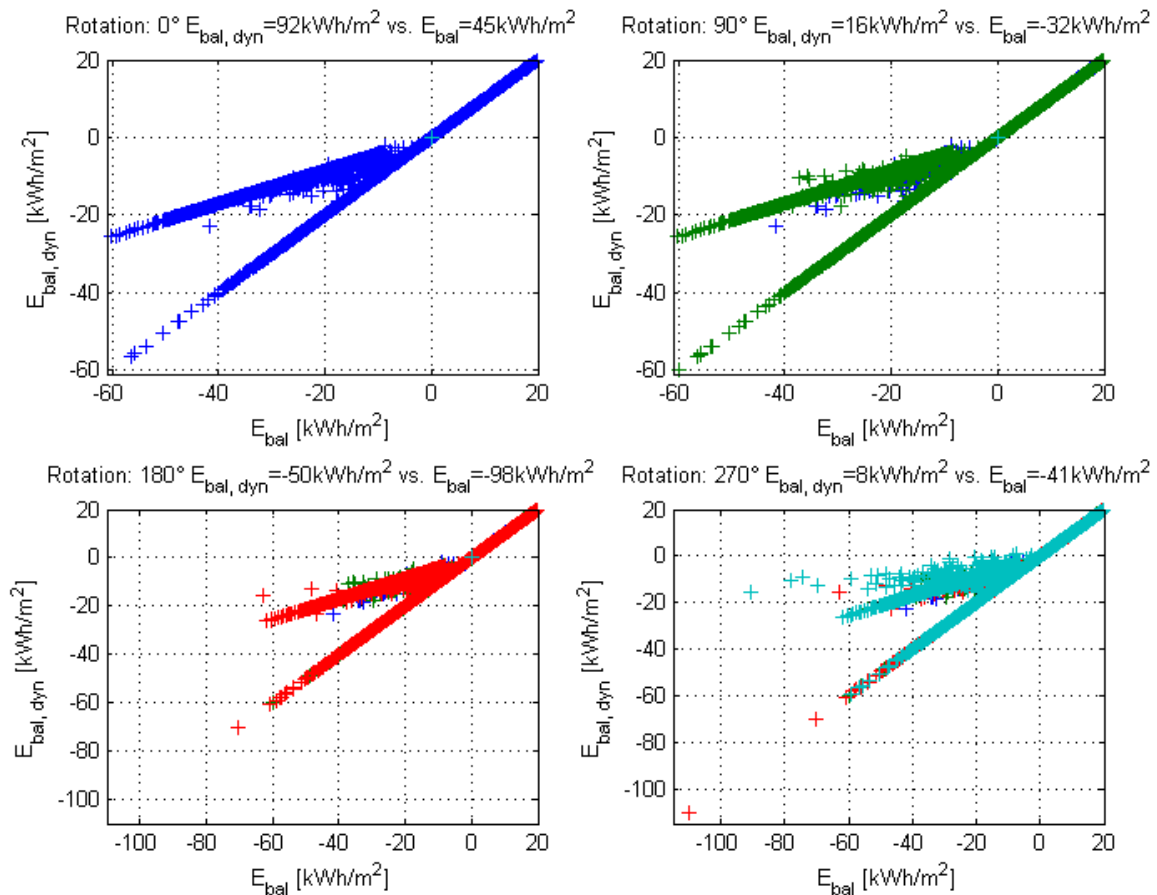 Rotation: 0° E_bal, dyn=92kWh/m² vs. E_bal=45kWh/m²
20
0
-20
-40
-60
-60 -40 -20 0 20
E_bal, dyn [kWh/m²]
E_bal [kWh/m²]
Rotation: 90° E_bal, dyn=16kWh/m² vs. E_bal=-32kWh/m²
20
0
-20
-40
-60
-60 -40 -20 0 20
E_bal, dyn [kWh/m²]
E_bal [kWh/m²]
Rotation: 180° E_bal, dyn=-50kWh/m² vs. E_bal=-98kWh/m²
20
0
-20
-40
-60
-80
-100
-100 -80 -60 -40 -20 0 20
E_bal, dyn [kWh/m²]
E_bal [kWh/m²]
Rotation: 270° E_bal, dyn=8kWh/m² vs. E_bal=-41kWh/m²
20
0
-20
-40
-60
-80
-100
-100 -80 -60 -40 -20 0 20
E_bal, dyn [kWh/m²]
E_bal [kWh/m²]